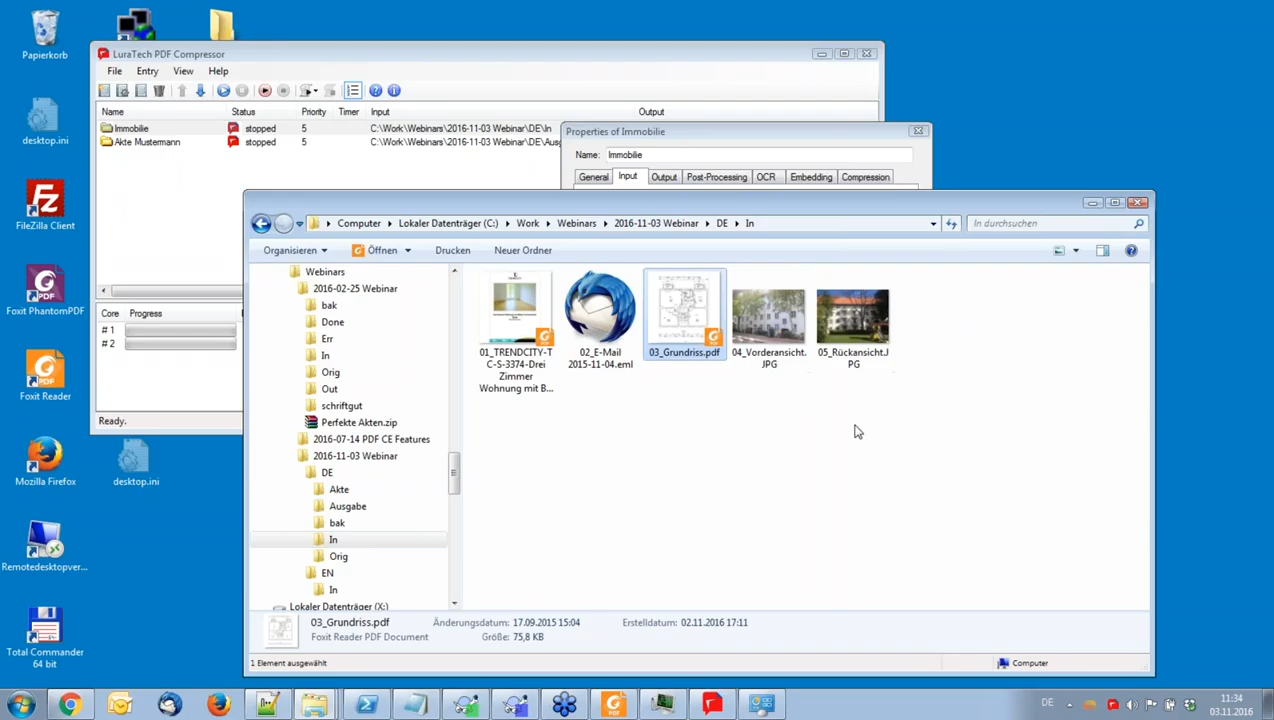 Papierkorb
desktop.ini
FileZilla Client
Foxit PhantomPDF
Foxit Reader
Mozilla Firefox
desktop.ini
Remotedesktopver...
Total Commander
64 bit
LuraTech PDF Compressor
File Entry View Help
Name Status Priority Timer Input Output
Immobilie stopped 5 C:\Work\Webinars\2016-11-03 Webinar\DE\In
Akte Mustermann stopped 5 C:\Work\Webinars\2016-11-03 Webinar\DE\Aus
Core Progress
# 1
# 2
Ready.
Properties of Immobilie
Name: Immobilie
General Input Output Post-Processing OCR Embedding Compression
Computer Lokaler Datenträger (C:) Work Webinars 2016-11-03 Webinar DE In
In durchsuchen
Organisieren Öffnen Drucken Neuer Ordner
Webinars
2016-02-25 Webinar
bak
Done
Err
In
Orig
Out
schriftgut
Perfekte Akten.zip
2016-07-14 PDF CE Features
2016-11-03 Webinar
DE
Akte
Ausgabe
bak
In
Orig
EN
In
Lokaler Datenträger (X:)
01_TRENDCITY-T
C-S-3374-Drei
Zimmer
Wohnung mit B...
02_E-Mail
2015-11-04.eml
03_Grundriss.pdf
04_Vorderansicht.
JPG
05_Rückansicht.J
PG
03_Grundriss.pdf Änderungsdatum: 17.09.2015 15:04 Erstelldatum: 02.11.2016 17:11
Foxit Reader PDF Document Größe: 75,8 KB
1 Element ausgewählt
Computer
DE
11:34
03.11.2016